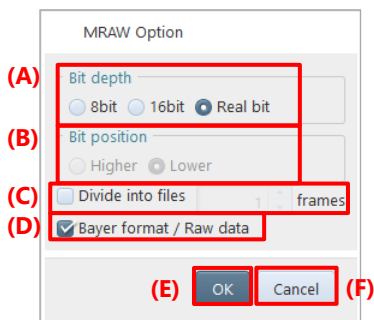 MRAW Option
(A) Bit depth
8bit 16bit Real bit
(B) Bit position
Higher Lower
(C) Divide into files 1 frames
(D) Bayer format / Raw data
(E) OK Cancel (F)